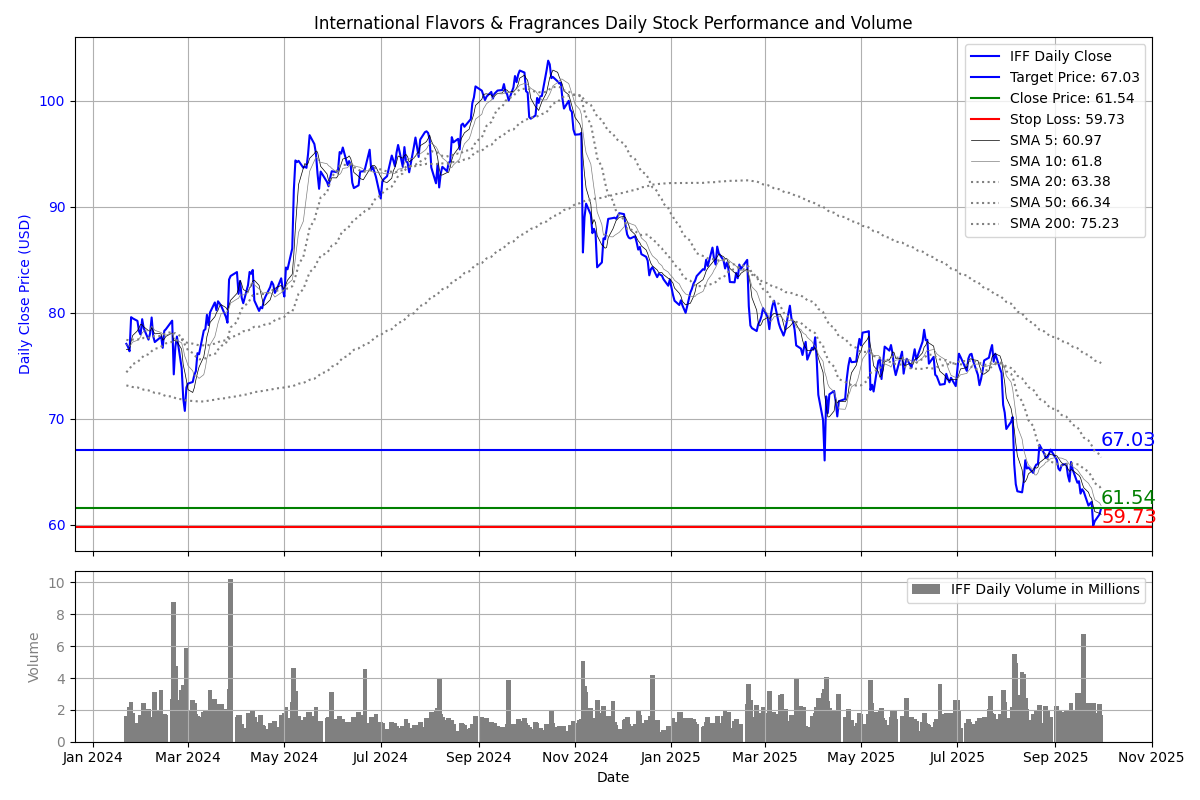 International Flavors & Fragrances Daily Stock Performance and Volume
IFF Daily Close
Target Price: 67.03
Close Price: 61.54
Stop Loss: 59.73
SMA 5: 60.97
SMA 10: 61.8
SMA 20: 63.38
SMA 50: 66.34
SMA 200: 75.23
Daily Close Price (USD)
100
90
80
70
60
67.03
61.54
59.73
IFF Daily Volume in Millions
Volume
10
8
6
4
2
0
Jan 2024 Mar 2024 May 2024 Jul 2024 Sep 2024 Nov 2024 Jan 2025 Mar 2025 May 2025 Jul 2025 Sep 2025 Nov 2025
Date